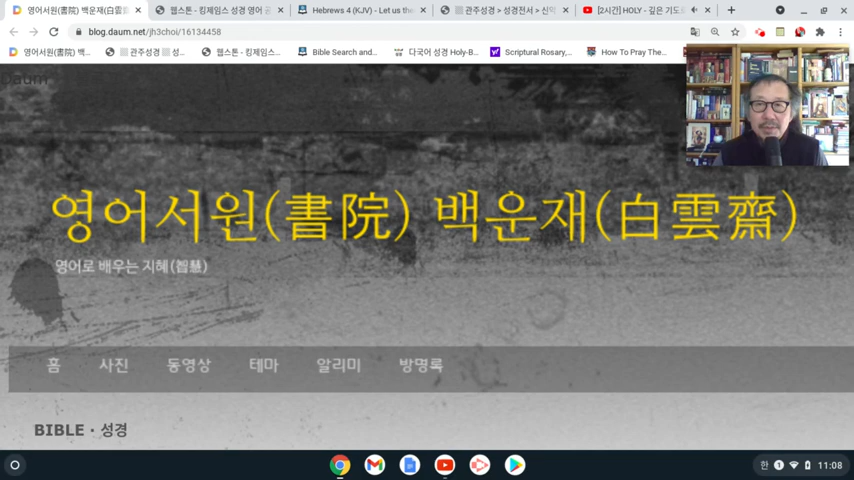 영어서원(書院) 백운재(白雲
웹스톤 - 킹제임스 성경 영어 공
Hebrews 4 (KJV) - Let us the
관주성경 > 성경전서 > 신약
[2시간] HOLY - 깊은 기도
blog.daum.net/jh3choi/16134458
영어서원(書院) 백...
관주성경 :: 성...
웹스톤 - 킹제임스...
Bible Search and...
다국어 성경 Holy-B...
Scriptural Rosary,...
How To Pray The...
Daum
영어서원(書院) 백운재(白雲齋)
영어로 배우는 지혜(智慧)
홈 사진 동영상 테마 알리미 방명록
BIBLE · 성경
한 1 11:08